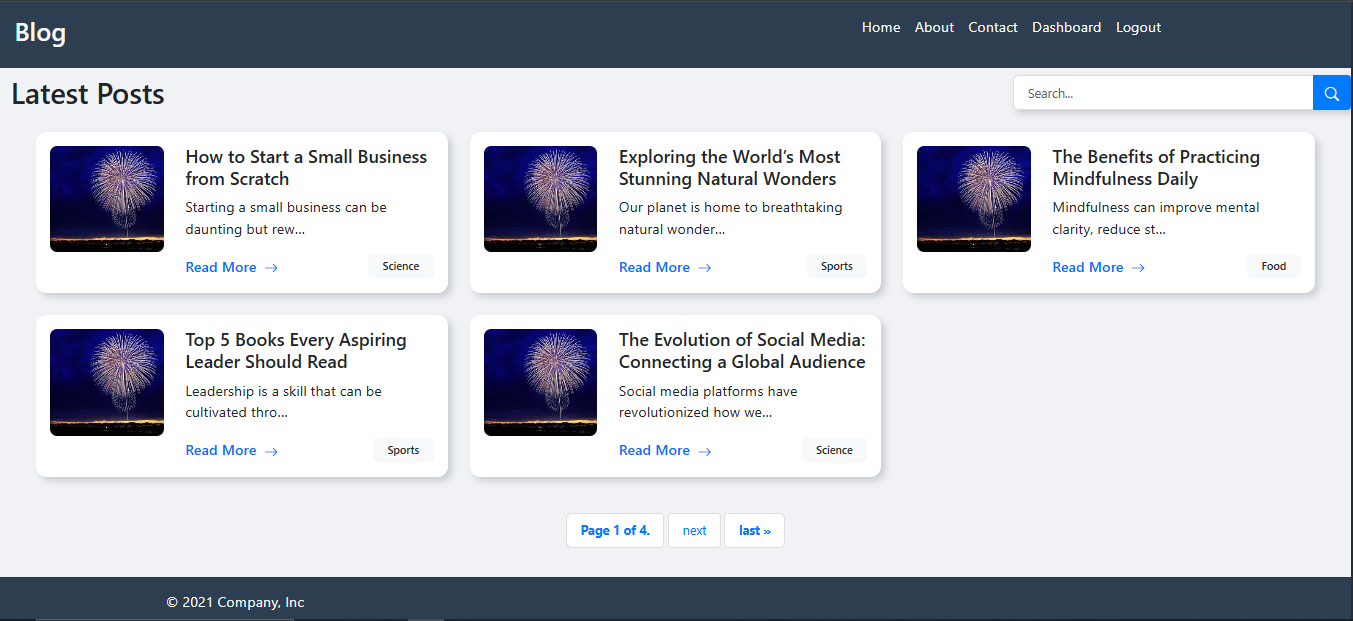 Blog
Home About Contact Dashboard Logout
Latest Posts
Search...
How to Start a Small Business
from Scratch
Starting a small business can be
daunting but rew...
Read More →
Science
Exploring the World’s Most
Stunning Natural Wonders
Our planet is home to breathtaking
natural wonder...
Read More →
Sports
The Benefits of Practicing
Mindfulness Daily
Mindfulness can improve mental
clarity, reduce st...
Read More →
Food
Top 5 Books Every Aspiring
Leader Should Read
Leadership is a skill that can be
cultivated thro...
Read More →
Sports
The Evolution of Social Media:
Connecting a Global Audience
Social media platforms have
revolutionized how we...
Read More →
Science
Page 1 of 4. next last »
© 2021 Company, Inc